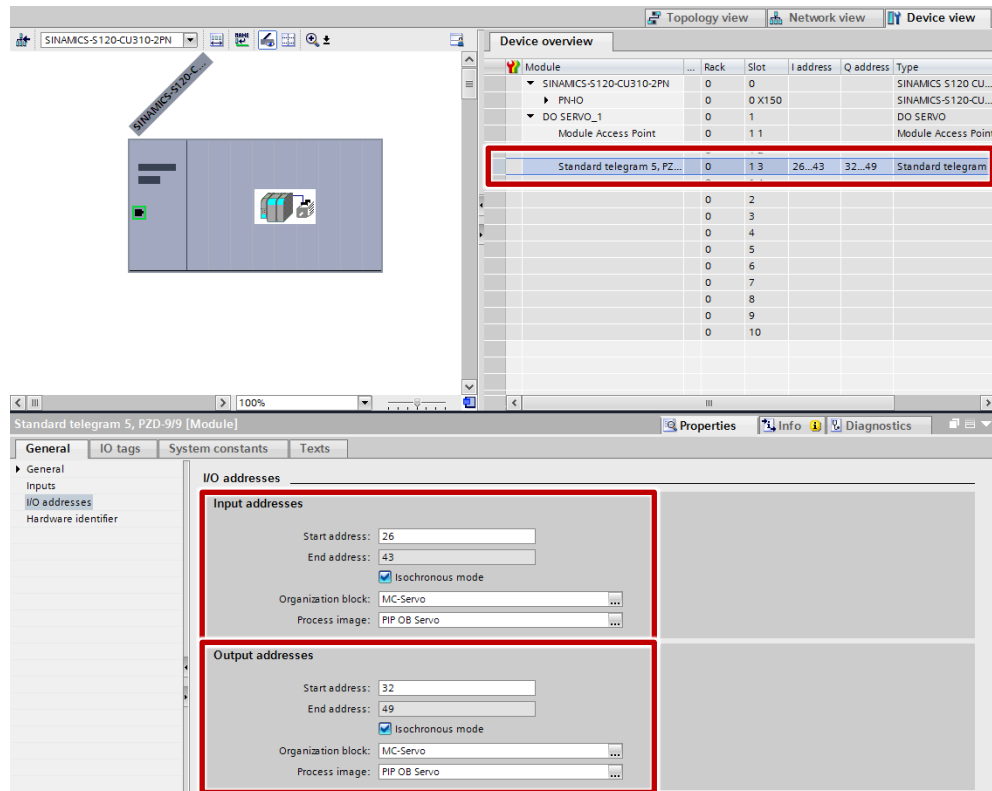 Topology view Network view Device view
SINAMICS-S120-CU310-2PN
SINAMICS-S120-C...
Device overview
Module ... Rack Slot I address Q address Type
SINAMICS-S120-CU310-2PN 0 0 SINAMICS S120 CU...
PN-IO 0 0 X150 SINAMICS-S120-CU...
DO SERVO_1 0 1 DO SERVO
Module Access Point 0 1 1 Module Access Point
Standard telegram 5, PZ... 0 1 3 26...43 32...49 Standard telegram
0 2
0 3
0 4
0 5
0 6
0 7
0 8
0 9
0 10
100%
Standard telegram 5, PZD-9/9 [Module]
Properties Info Diagnostics
General IO tags System constants Texts
General
Inputs
I/O addresses
Hardware identifier
I/O addresses
Input addresses
Start address: 26
End address: 43
Isochronous mode
Organization block: MC-Servo ...
Process image: PIP OB Servo ...
Output addresses
Start address: 32
End address: 49
Isochronous mode
Organization block: MC-Servo ...
Process image: PIP OB Servo ...